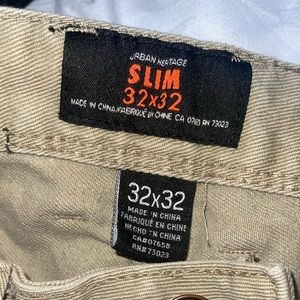 URBAN HERITAGE
SLIM
32x32
MADE IN CHINA/FABRIQUÉ EN CHINE CA 07658 RN 73023
32x32
MADE IN CHINA
FABRIQUÉ EN CHINE
HECHO EN CHINA
CA#07658
RN#73023